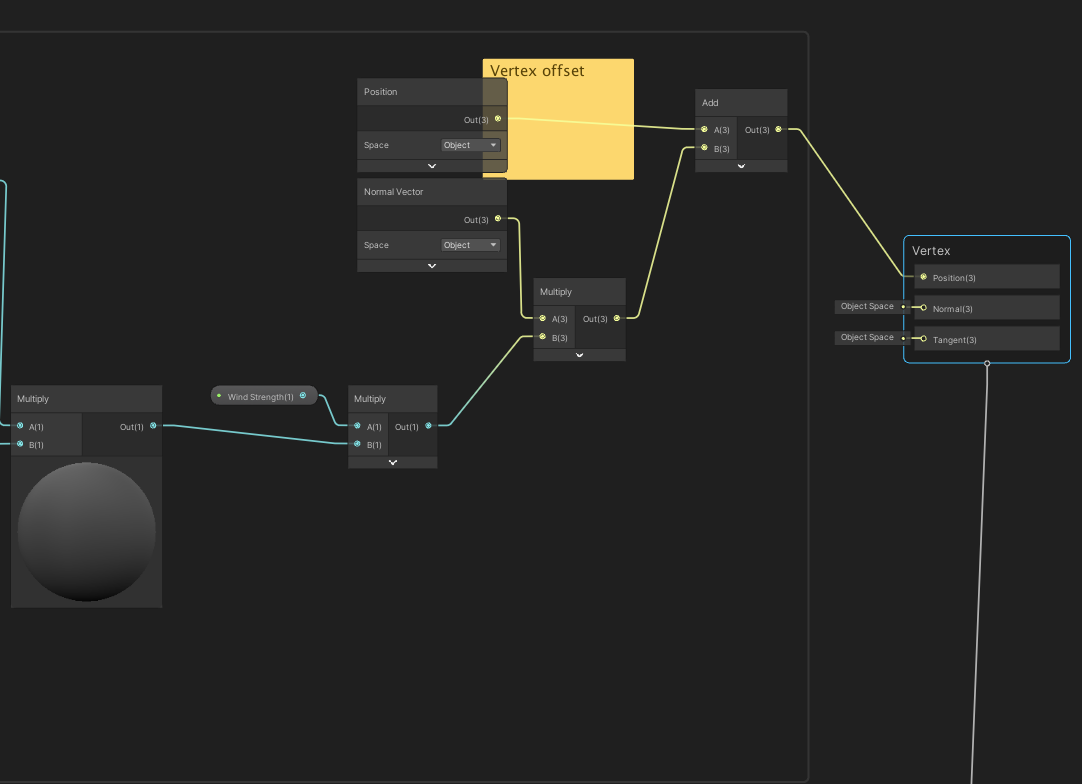 Vertex offset
Position
Out(3)
Space
Object
Normal Vector
Out(3)
Space
Object
Add
A(3)
Out(3)
B(3)
Multiply
A(3)
Out(3)
B(3)
Vertex
Position(3)
Object Space
Normal(3)
Object Space
Tangent(3)
Multiply
A(1)
Out(1)
B(1)
Wind Strength(1)
Multiply
A(1)
Out(1)
B(1)